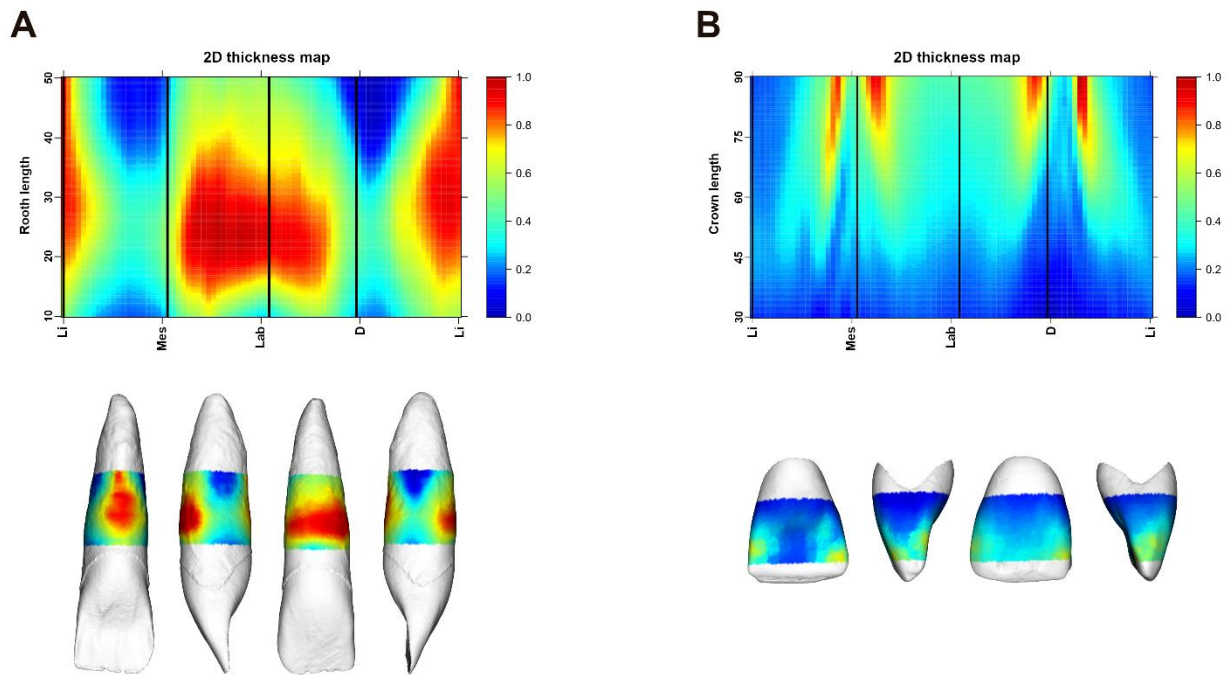 A
2D thickness map
Rooth length
50
40
30
20
10
Li
Mes
Lab
D
Li
1.0
0.8
0.6
0.4
0.2
0.0
B
2D thickness map
Crown length
90
75
60
45
30
Li
Mes
Lab
D
Li
1.0
0.8
0.6
0.4
0.2
0.0